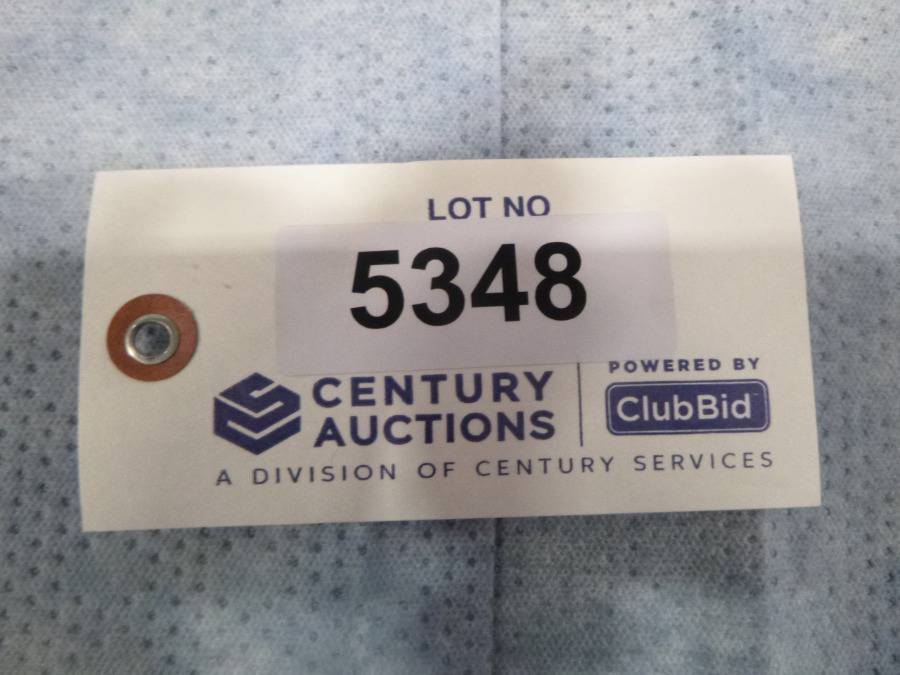 LOT NO
5348
CENTURY
AUCTIONS
POWERED BY
ClubBid
A DIVISION OF CENTURY SERVICES